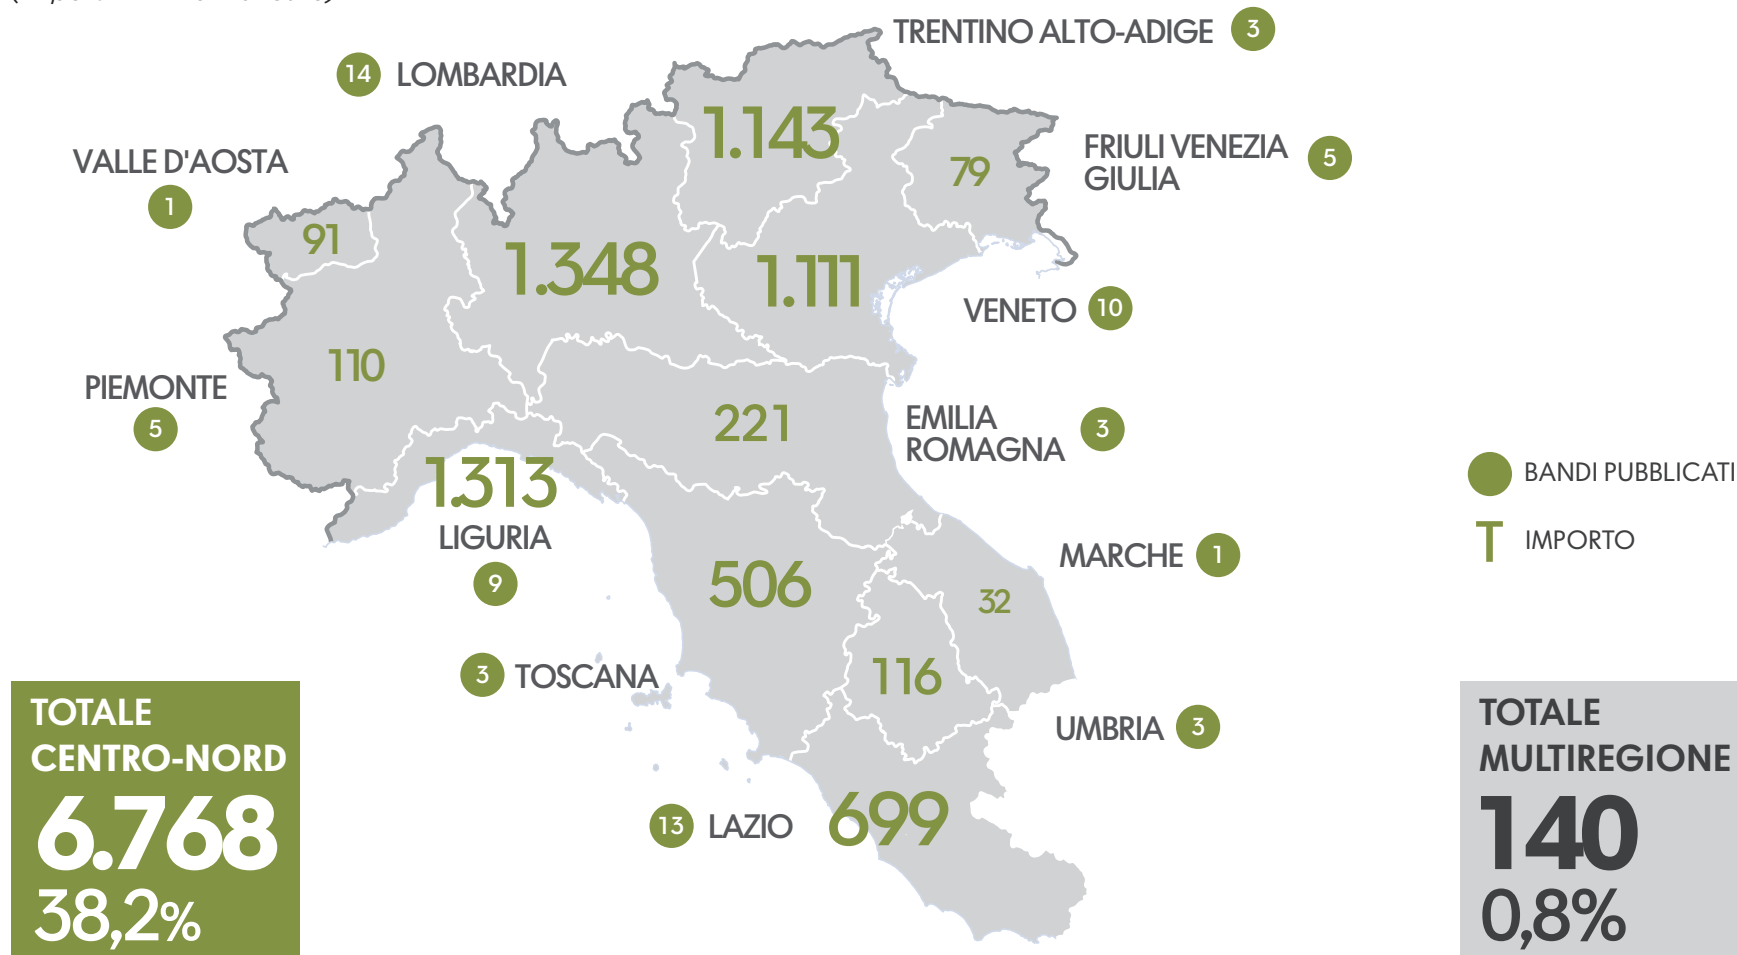 TRENTINO ALTO-ADIGE 3
14 LOMBARDIA
1.143
VALLE D'AOSTA
1
FRIULI VENEZIA
GIULIA
5
79
91
1.348
1.111
VENETO 10
110
PIEMONTE
5
221
EMILIA
ROMAGNA
3
1.313
LIGURIA
9
BANDI PUBBLICATI
T IMPORTO
MARCHE 1
506
32
3 TOSCANA
116
UMBRIA 3
13 LAZIO
699
TOTALE
CENTRO-NORD
6.768
38,2%
TOTALE
MULTIREGIONE
140
0,8%